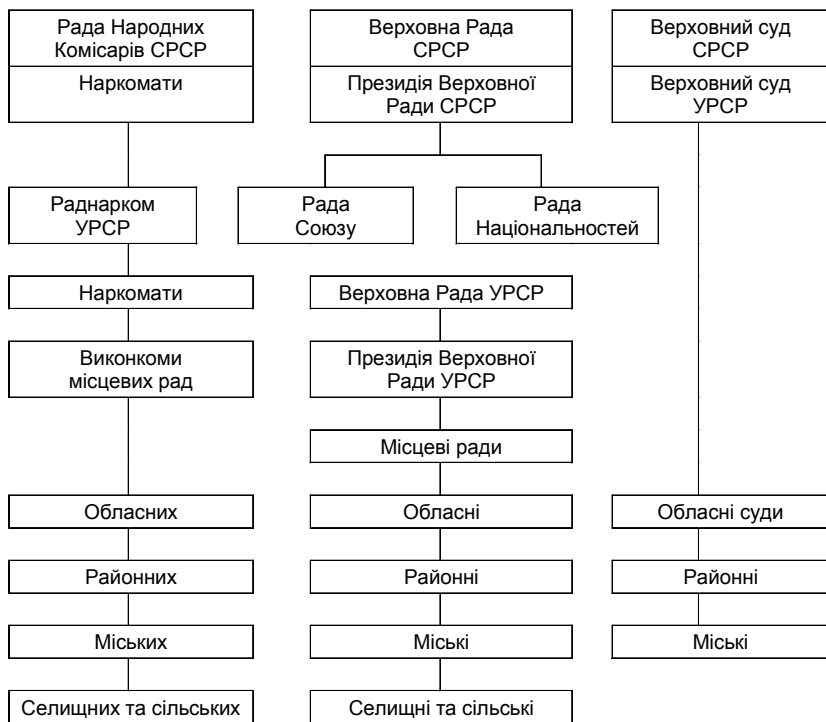 Рада Народних
Комісарів СРСР
Верховна Рада
СРСР
Верховний суд
СРСР
Наркомати
Президія Верховної
Ради СРСР
Верховний суд
УРСР
Раднарком
УРСР
Рада
Союзу
Рада
Національностей
Наркомати
Верховна Рада УРСР
Виконкоми
місцевих рад
Президія Верховної
Ради УРСР
Місцеві ради
Обласних
Обласні
Обласні суди
Районних
Районні
Районні
Міських
Міські
Міські
Селищних та сільських
Селищні та сільські